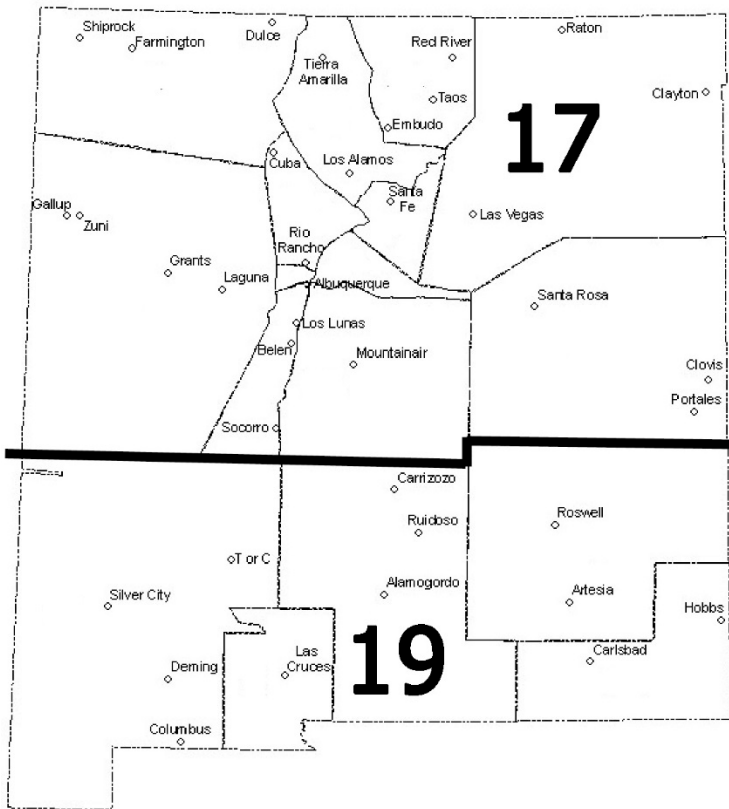 Shiprock
Farmington
Dulce
Tierra
Amarilla
Red River
Raton
Taos
Clayton
Embudo
17
Cuba
Los Alamos
Santa
Fe
Las Vegas
Gallup
Zuni
Rio
Rancho
Grants
Laguna
Albuquerque
Santa Rosa
Los Lunas
Belen
Mountainair
Clovis
Portales
Socorro
Carrizozo
Roswell
Ruidoso
T or C
Silver City
Alamogordo
Artesia
Hobbs
19
Las
Cruces
Deming
Carlsbad
Columbus